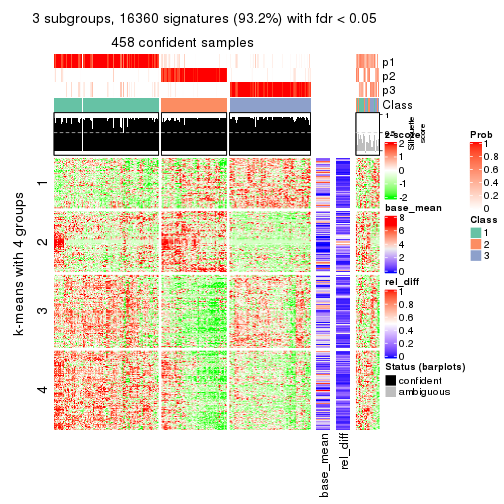 3 subgroups, 16360 signatures (93.2%) with fdr < 0.05
458 confident samples
p1
p2
p3
Class
1
0.5
Silhouette
score
k-means with 4 groups
1
2
3
4
base_mean
rel_diff
z-score
2
1
0
-1
-2
base_mean
8
6
4
2
0
rel_diff
1
0.8
0.6
0.4
0.2
0
Status (barplots)
confident
ambiguous
Prob
1
0.8
0.6
0.4
0.2
0
Class
1
2
3